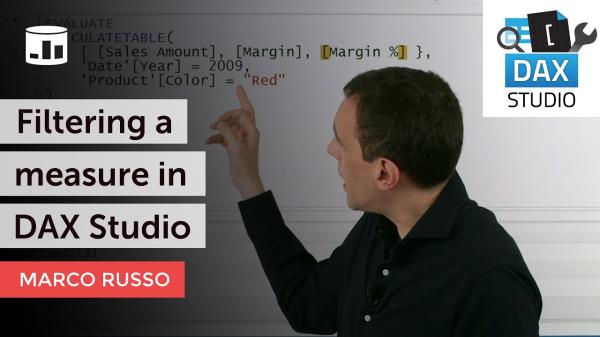 EVALUATE
CULATETABLE(
{ [Sales Amount], [Margin], [Margin %] },
'Date'[Year] = 2009,
'Product'[Color] = "Red"
)
DAX
STUDIO
Filtering a
measure in
DAX Studio
MARCO RUSSO